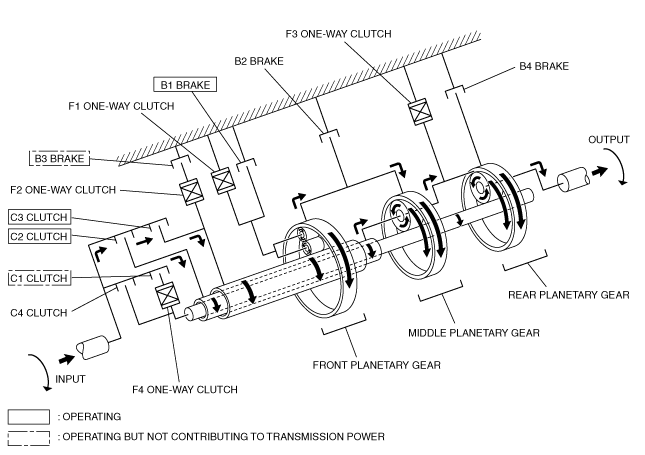 F3 ONE-WAY CLUTCH
B2 BRAKE
B4 BRAKE
B1 BRAKE
F1 ONE-WAY CLUTCH
OUTPUT
B3 BRAKE
F2 ONE-WAY CLUTCH
C3 CLUTCH
C2 CLUTCH
C1 CLUTCH
REAR PLANETARY GEAR
C4 CLUTCH
MIDDLE PLANETARY GEAR
FRONT PLANETARY GEAR
INPUT
F4 ONE-WAY CLUTCH
: OPERATING
: OPERATING BUT NOT CONTRIBUTING TO TRANSMISSION POWER